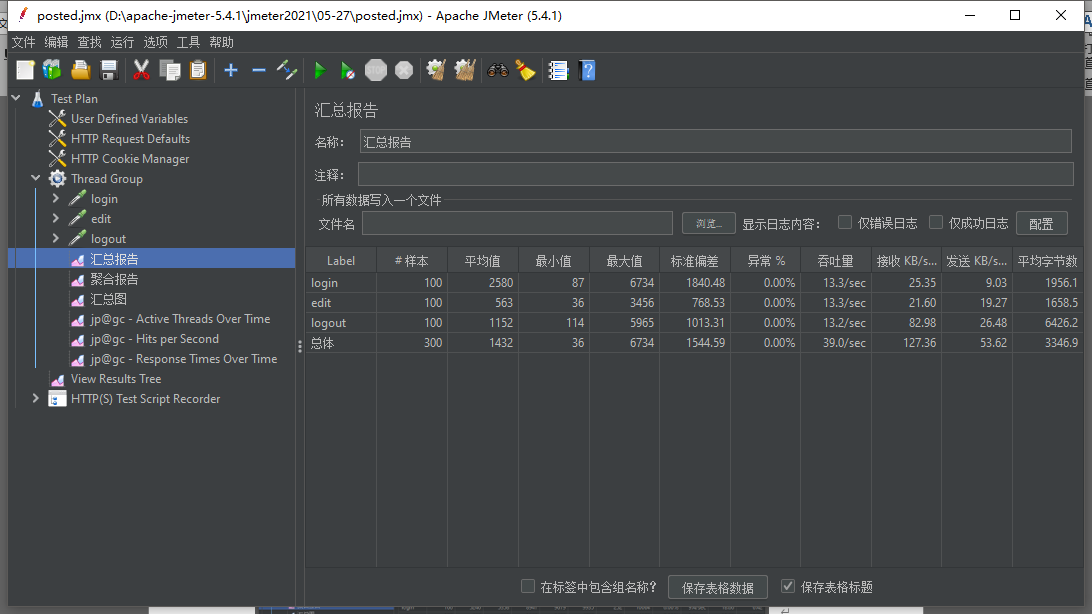 posted.jmx (D:\apache-jmeter-5.4.1\jmeter2021\05-27\posted.jmx) - Apache JMeter (5.4.1)
文件 编辑 查找 运行 选项 工具 帮助
STOP
Test Plan
User Defined Variables
HTTP Request Defaults
HTTP Cookie Manager
Thread Group
login
edit
logout
汇总报告
聚合报告
汇总图
jp@gc - Active Threads Over Time
jp@gc - Hits per Second
jp@gc - Response Times Over Time
View Results Tree
HTTP(S) Test Script Recorder
汇总报告
名称： 汇总报告
注释：
所有数据写入一个文件
文件名 浏览... 显示日志内容： 仅错误日志 仅成功日志 配置
Label # 样本 平均值 最小值 最大值 标准偏差 异常 % 吞吐量 接收 KB/s... 发送 KB/s... 平均字节数
login 100 2580 87 6734 1840.48 0.00% 13.3/sec 25.35 9.03 1956.1
edit 100 563 36 3456 768.53 0.00% 13.3/sec 21.60 19.27 1658.5
logout 100 1152 114 5965 1013.31 0.00% 13.2/sec 82.98 26.48 6426.2
总体 300 1432 36 6734 1544.59 0.00% 39.0/sec 127.36 53.62 3346.9
在标签中包含组名称？ 保存表格数据 保存表格标题